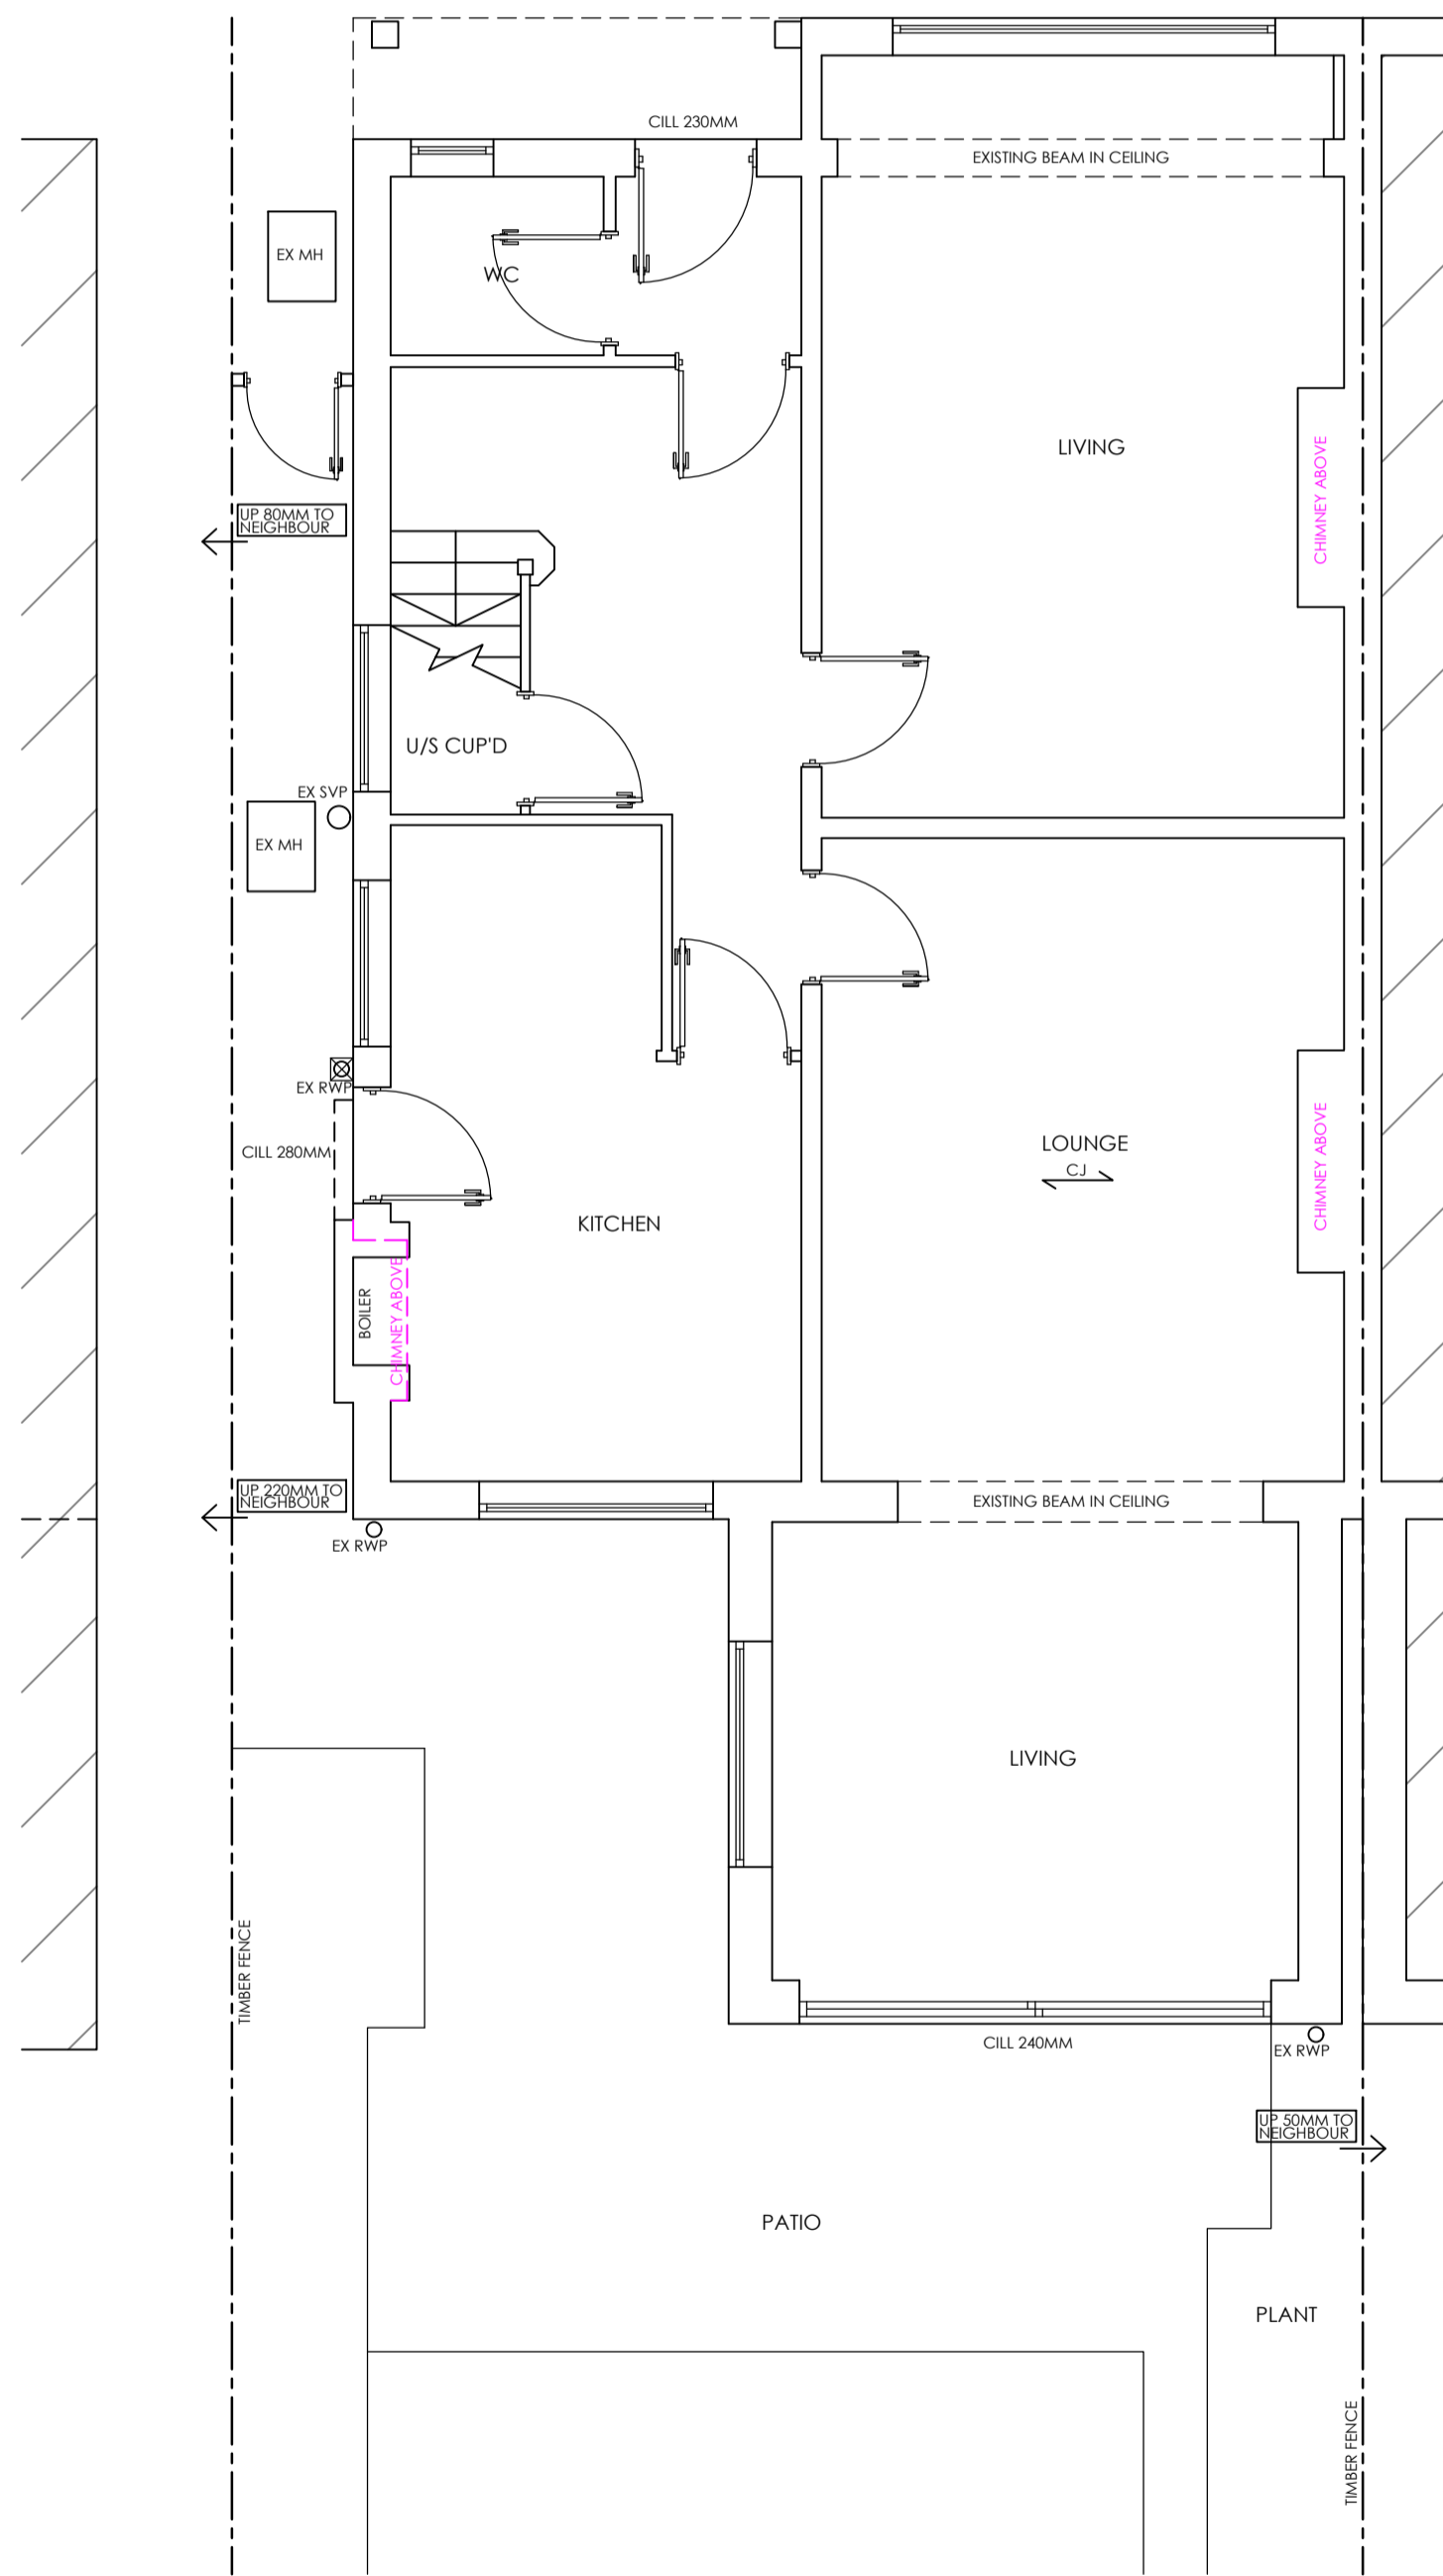 CILL 230MM
EXISTING BEAM IN CEILING
EX MH
WC
LIVING
CHIMNEY ABOVE
UP 80MM TO
NEIGHBOUR
U/S CUP'D
EX SVP
EX MH
EX RWP
CILL 280MM
LOUNGE
CJ
CHIMNEY ABOVE
KITCHEN
BOILER
CHIMNEY ABOVE
UP 220MM TO
NEIGHBOUR
EXISTING BEAM IN CEILING
EX RWP
LIVING
TIMBER FENCE
CILL 240MM
EX RWP
UP 50MM TO
NEIGHBOUR
PATIO
PLANT
TIMBER FENCE